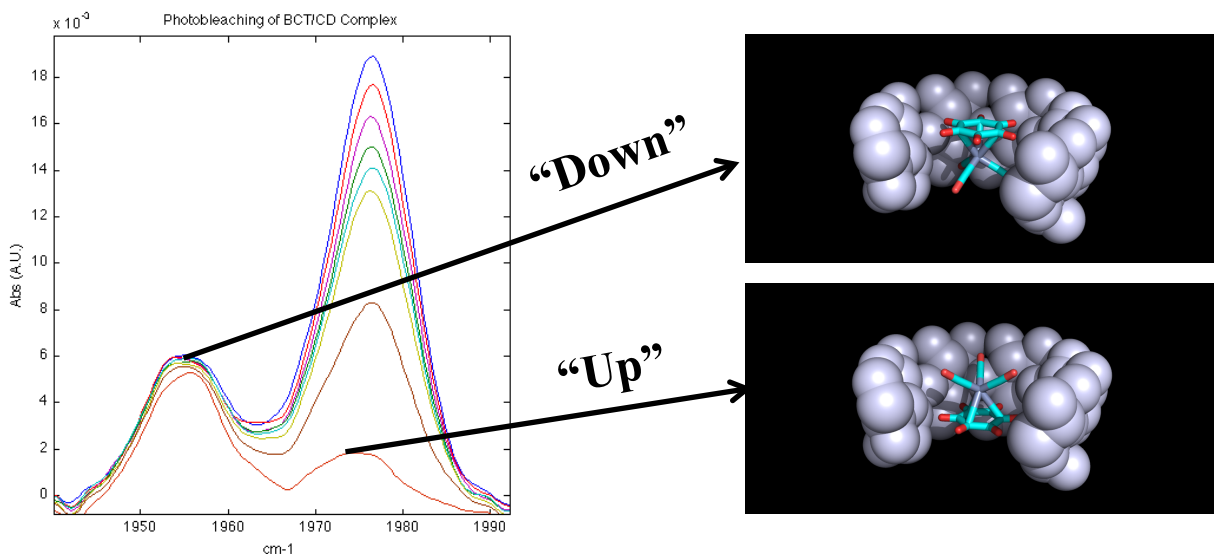 x 10-3
Photobleaching of BCT/CD Complex
18
16
14
12
10
8
6
4
2
0
Abs (A.U.)
1950
1960
1970
1980
1990
cm-1
“Down”
“Up”